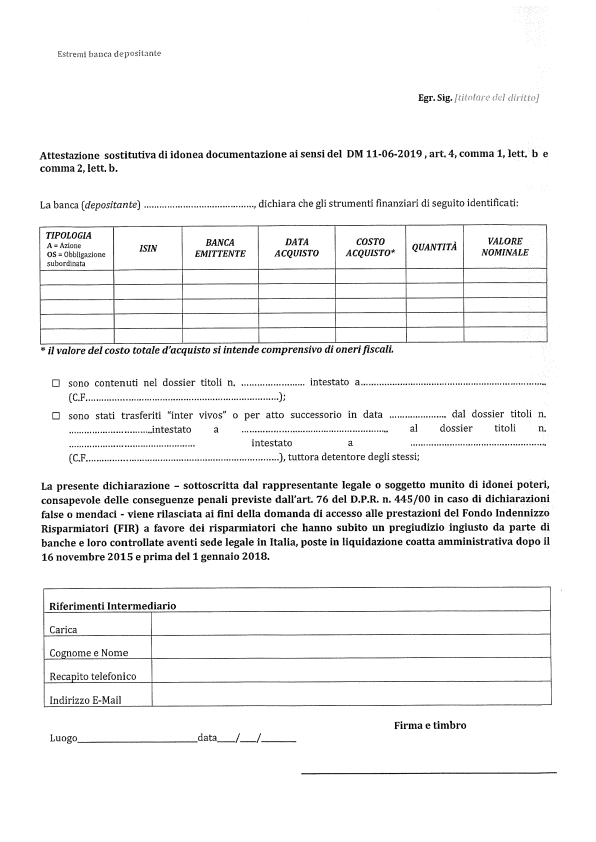 Estremi banca depositante
Egr. Sig. [titolare del diritto]
Attestazione sostitutiva di idonea documentazione ai sensi del DM 11-06-2019 , art. 4, comma 1, lett. b e
comma 2, lett. b.
La banca (depositante) ……………………………………, dichiara che gli strumenti finanziari di seguito identificati:
TIPOLOGIA
A = Azione
OS = Obbligazione
subordinata
ISIN
BANCA
EMITTENTE
DATA
ACQUISTO
COSTO
ACQUISTO*
QUANTITÀ
VALORE
NOMINALE
* il valore del costo totale d'acquisto si intende comprensivo di oneri fiscali.
☐ sono contenuti nel dossier titoli n. …………………… intestato a……………………………………………………..
(C.F.………………………………………………………);
☐ sono stati trasferiti "inter vivos" o per atto successorio in data ………………… dal dossier titoli n.
…………………………intestato a ……………………………………………… al dossier titoli n.
………………………………………… intestato a ……………………………………………
(C.F.………………………………………………………), tuttora detentore degli stessi;
La presente dichiarazione – sottoscritta dal rappresentante legale o soggetto munito di idonei poteri,
consapevole delle conseguenze penali previste dall'art. 76 del D.P.R. n. 445/00 in caso di dichiarazioni
false o mendaci - viene rilasciata ai fini della domanda di accesso alle prestazioni del Fondo Indennizzo
Risparmiatori (FIR) a favore dei risparmiatori che hanno subito un pregiudizio ingiusto da parte di
banche e loro controllate aventi sede legale in Italia, poste in liquidazione coatta amministrativa dopo il
16 novembre 2015 e prima del 1 gennaio 2018.
Riferimenti Intermediario
Carica
Cognome e Nome
Recapito telefonico
Indirizzo E-Mail
Firma e timbro
Luogo________________________data____/____/_______